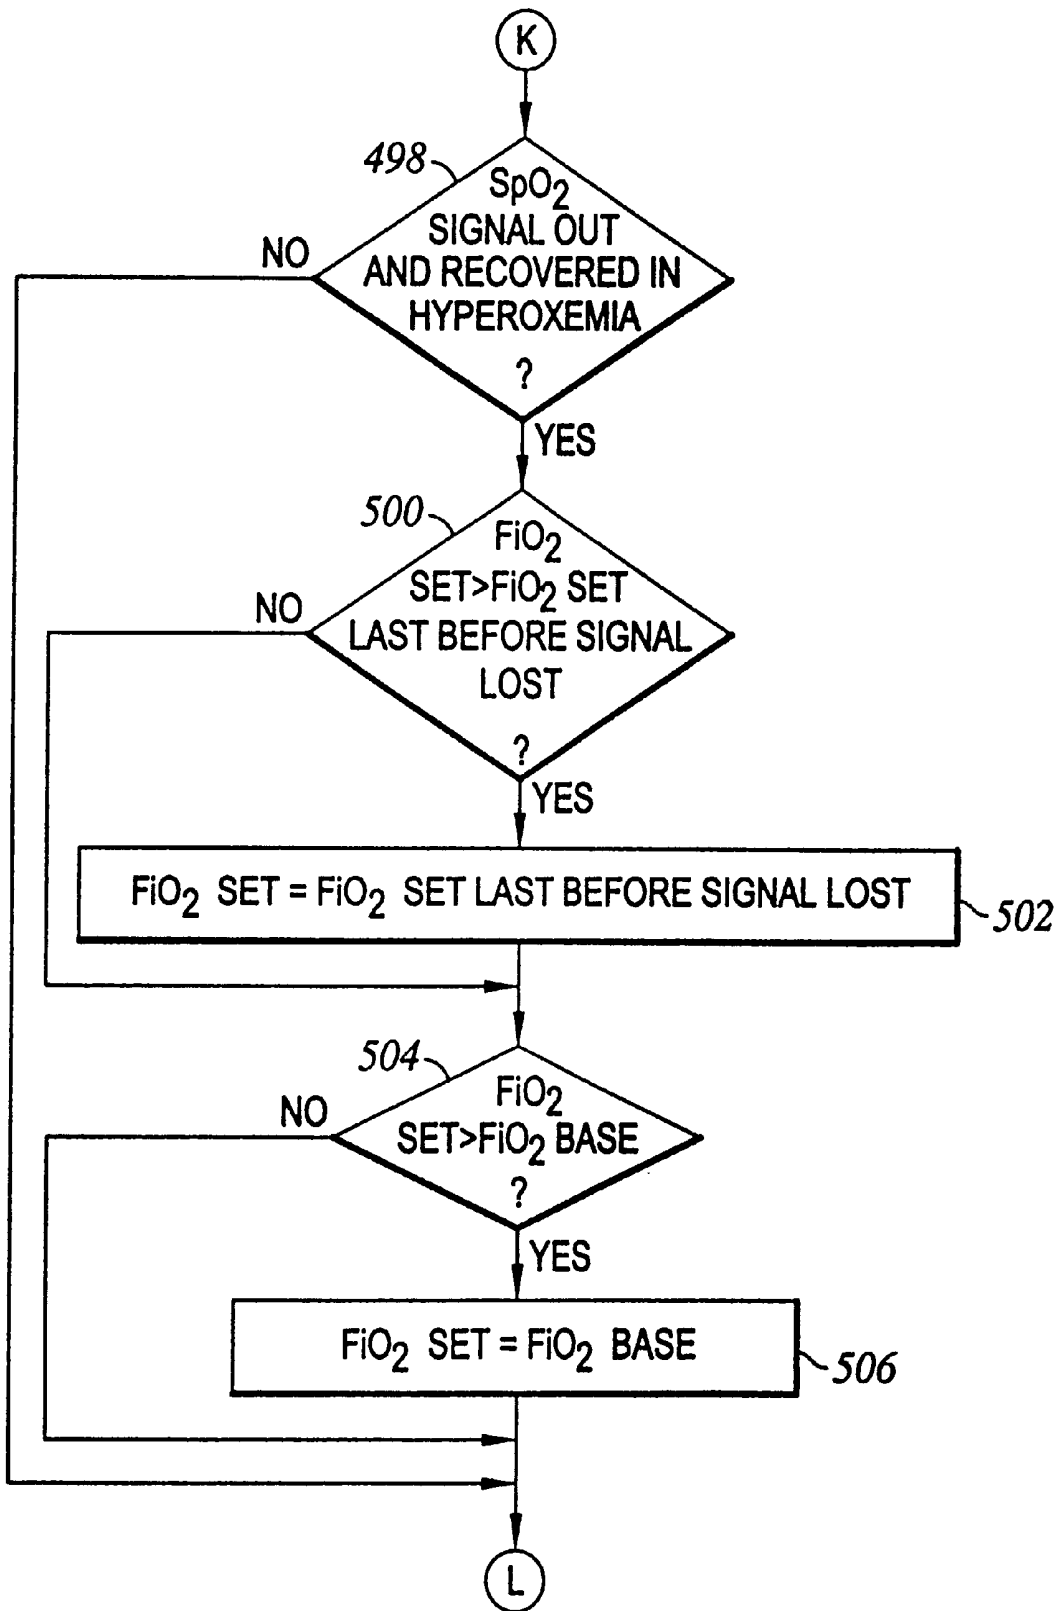 K
498
SpO2
SIGNAL OUT
AND RECOVERED IN
HYPEROXEMIA
?
NO
YES
500
FiO2
SET>FiO2 SET
LAST BEFORE SIGNAL
LOST
?
NO
YES
FiO2 SET = FiO2 SET LAST BEFORE SIGNAL LOST
502
504
FiO2
SET>FiO2 BASE
?
NO
YES
FiO2 SET = FiO2 BASE
506
L